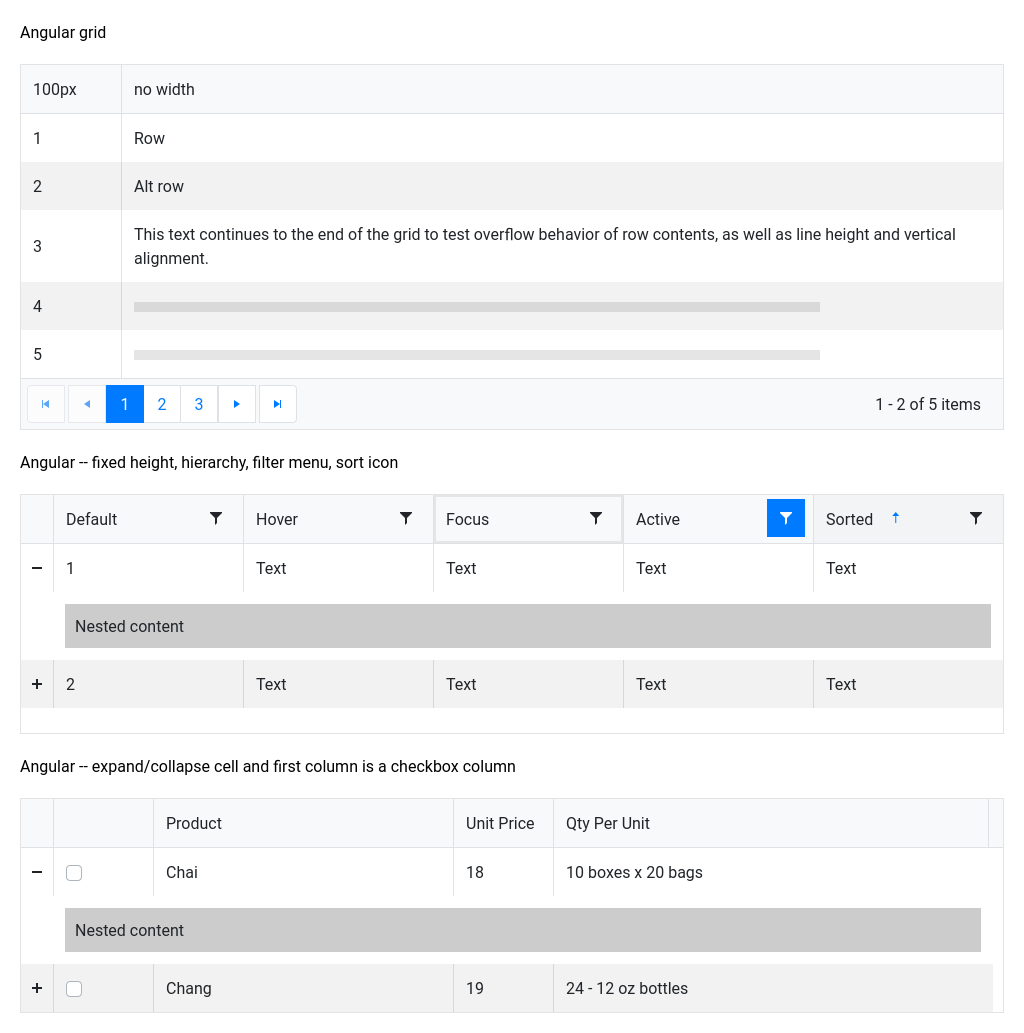 Angular grid
100px no width
1 Row
2 Alt row
3 This text continues to the end of the grid to test overflow behavior of row contents, as well as line height and vertical
alignment.
4
5
1 2 3 1 - 2 of 5 items
Angular -- fixed height, hierarchy, filter menu, sort icon
Default Hover Focus Active Sorted
1 Text Text Text Text
Nested content
2 Text Text Text Text
Angular -- expand/collapse cell and first column is a checkbox column
Product Unit Price Qty Per Unit
Chai 18 10 boxes x 20 bags
Nested content
Chang 19 24 - 12 oz bottles